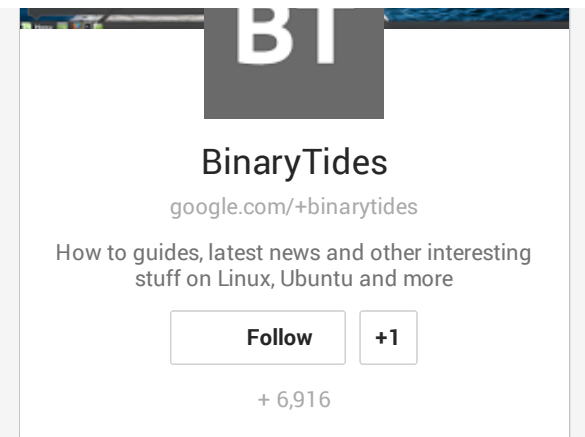 BT
BinaryTides
google.com/+binarytides
How to guides, latest news and other interesting
stuff on Linux, Ubuntu and more
Follow
+1
+ 6,916